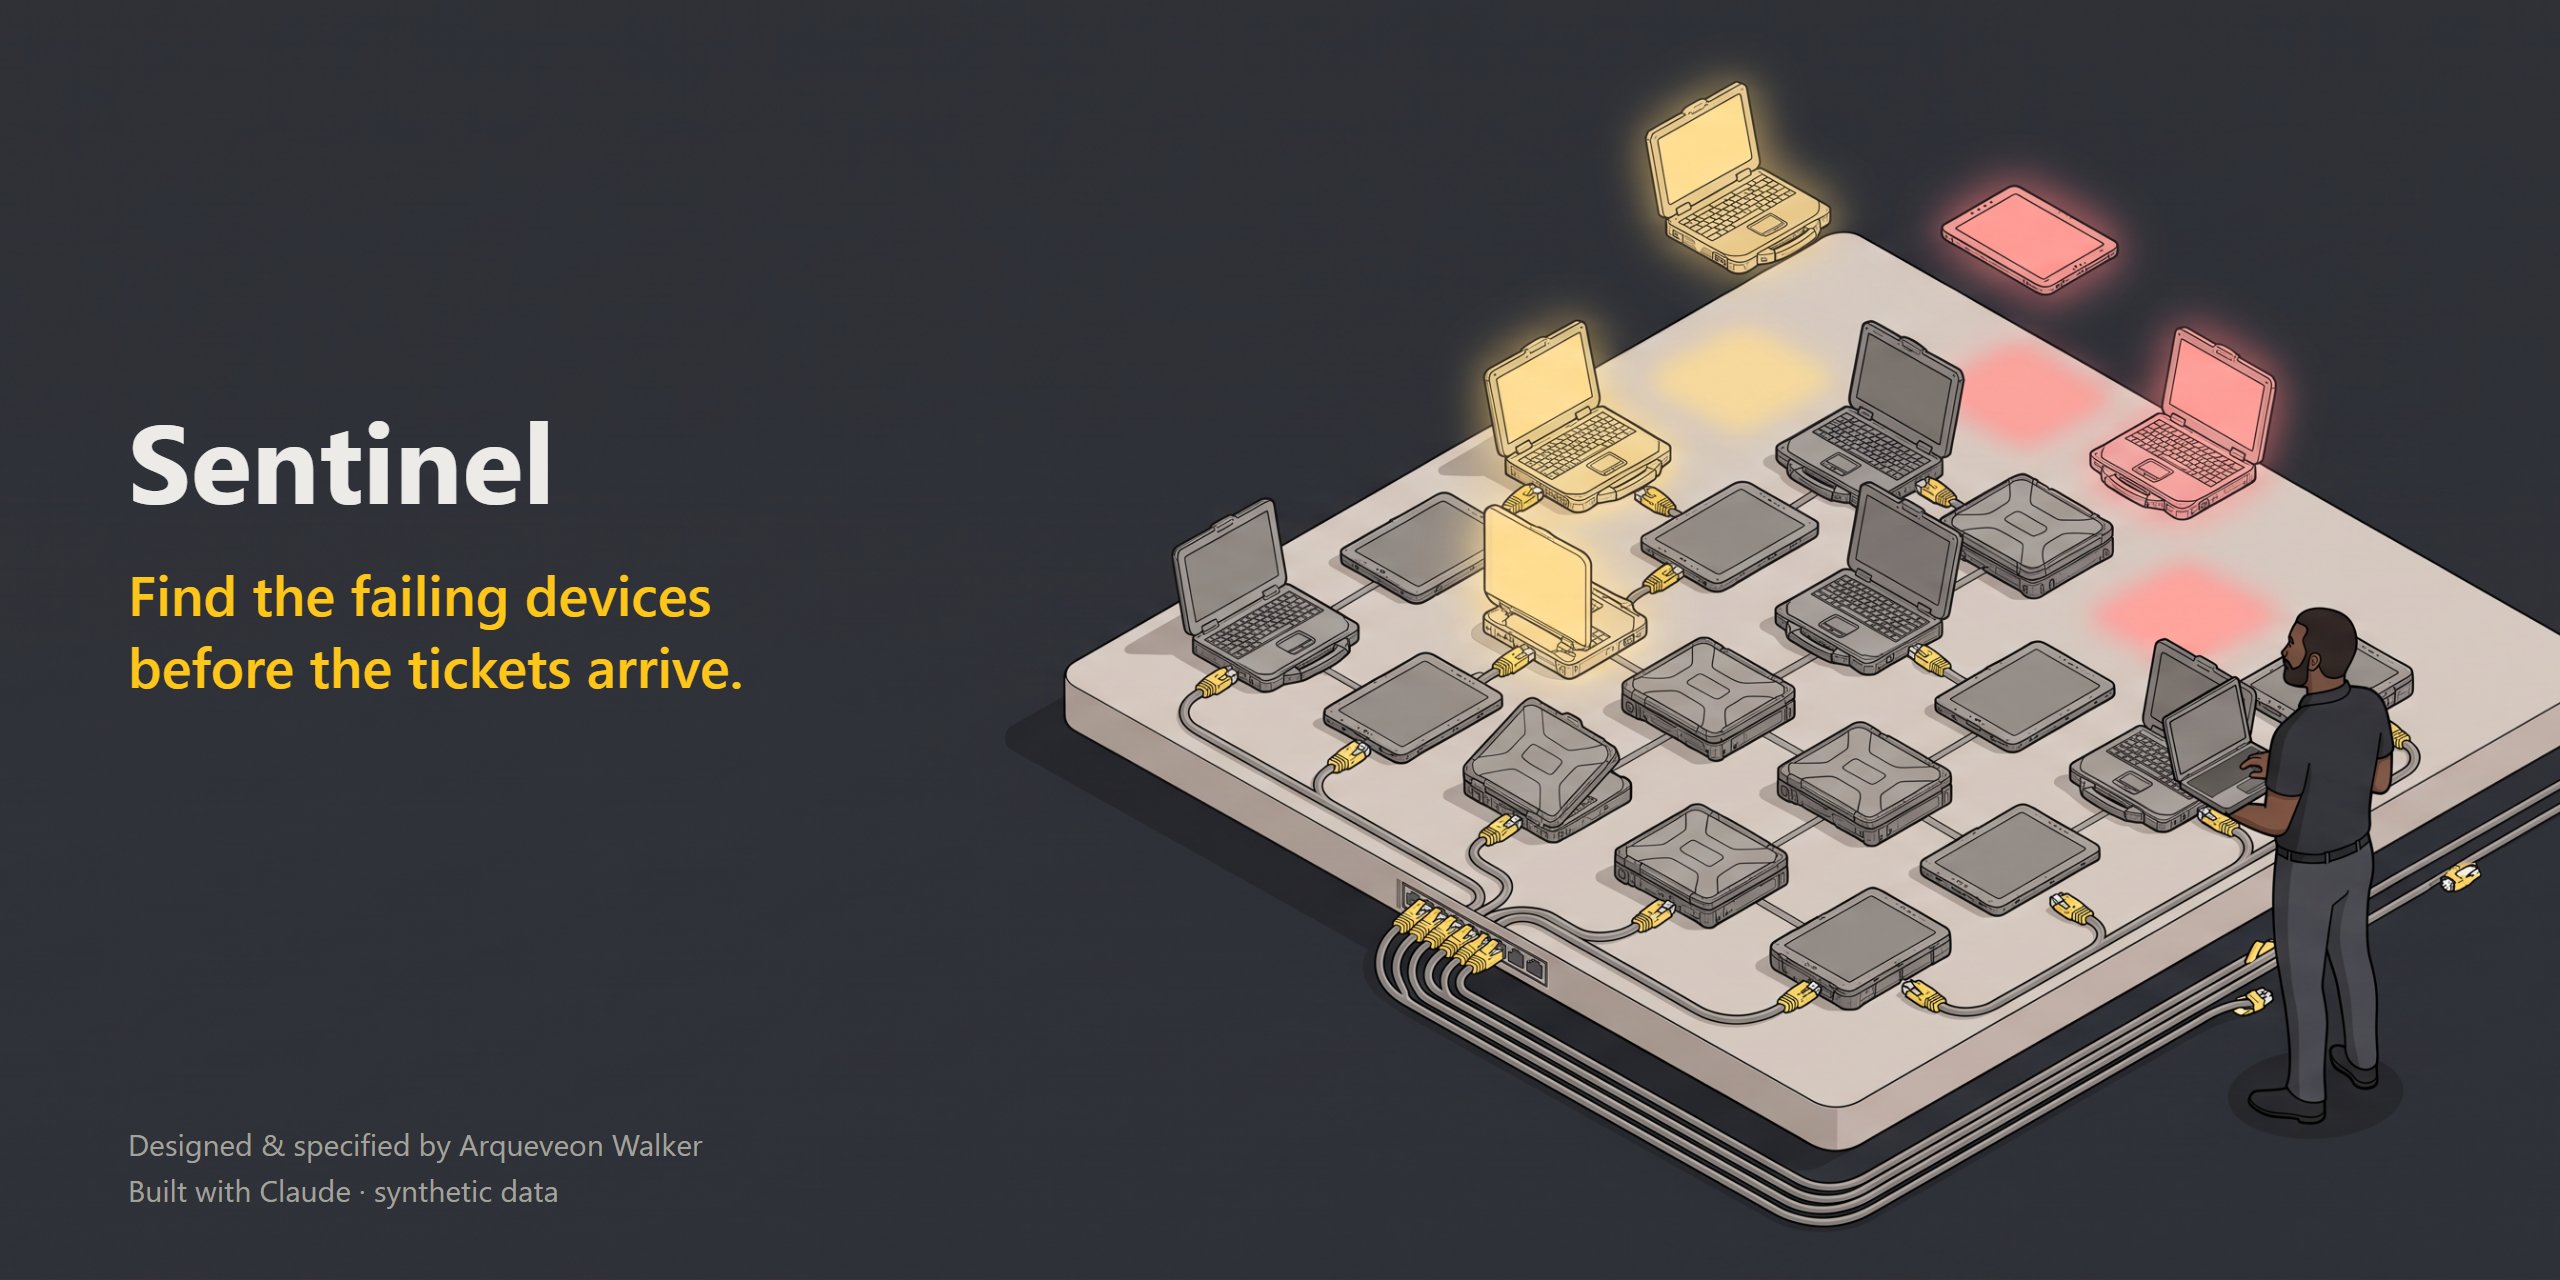 Sentinel
Find the failing devices
before the tickets arrive.
Designed & specified by Arqueveon Walker
Built with Claude · synthetic data